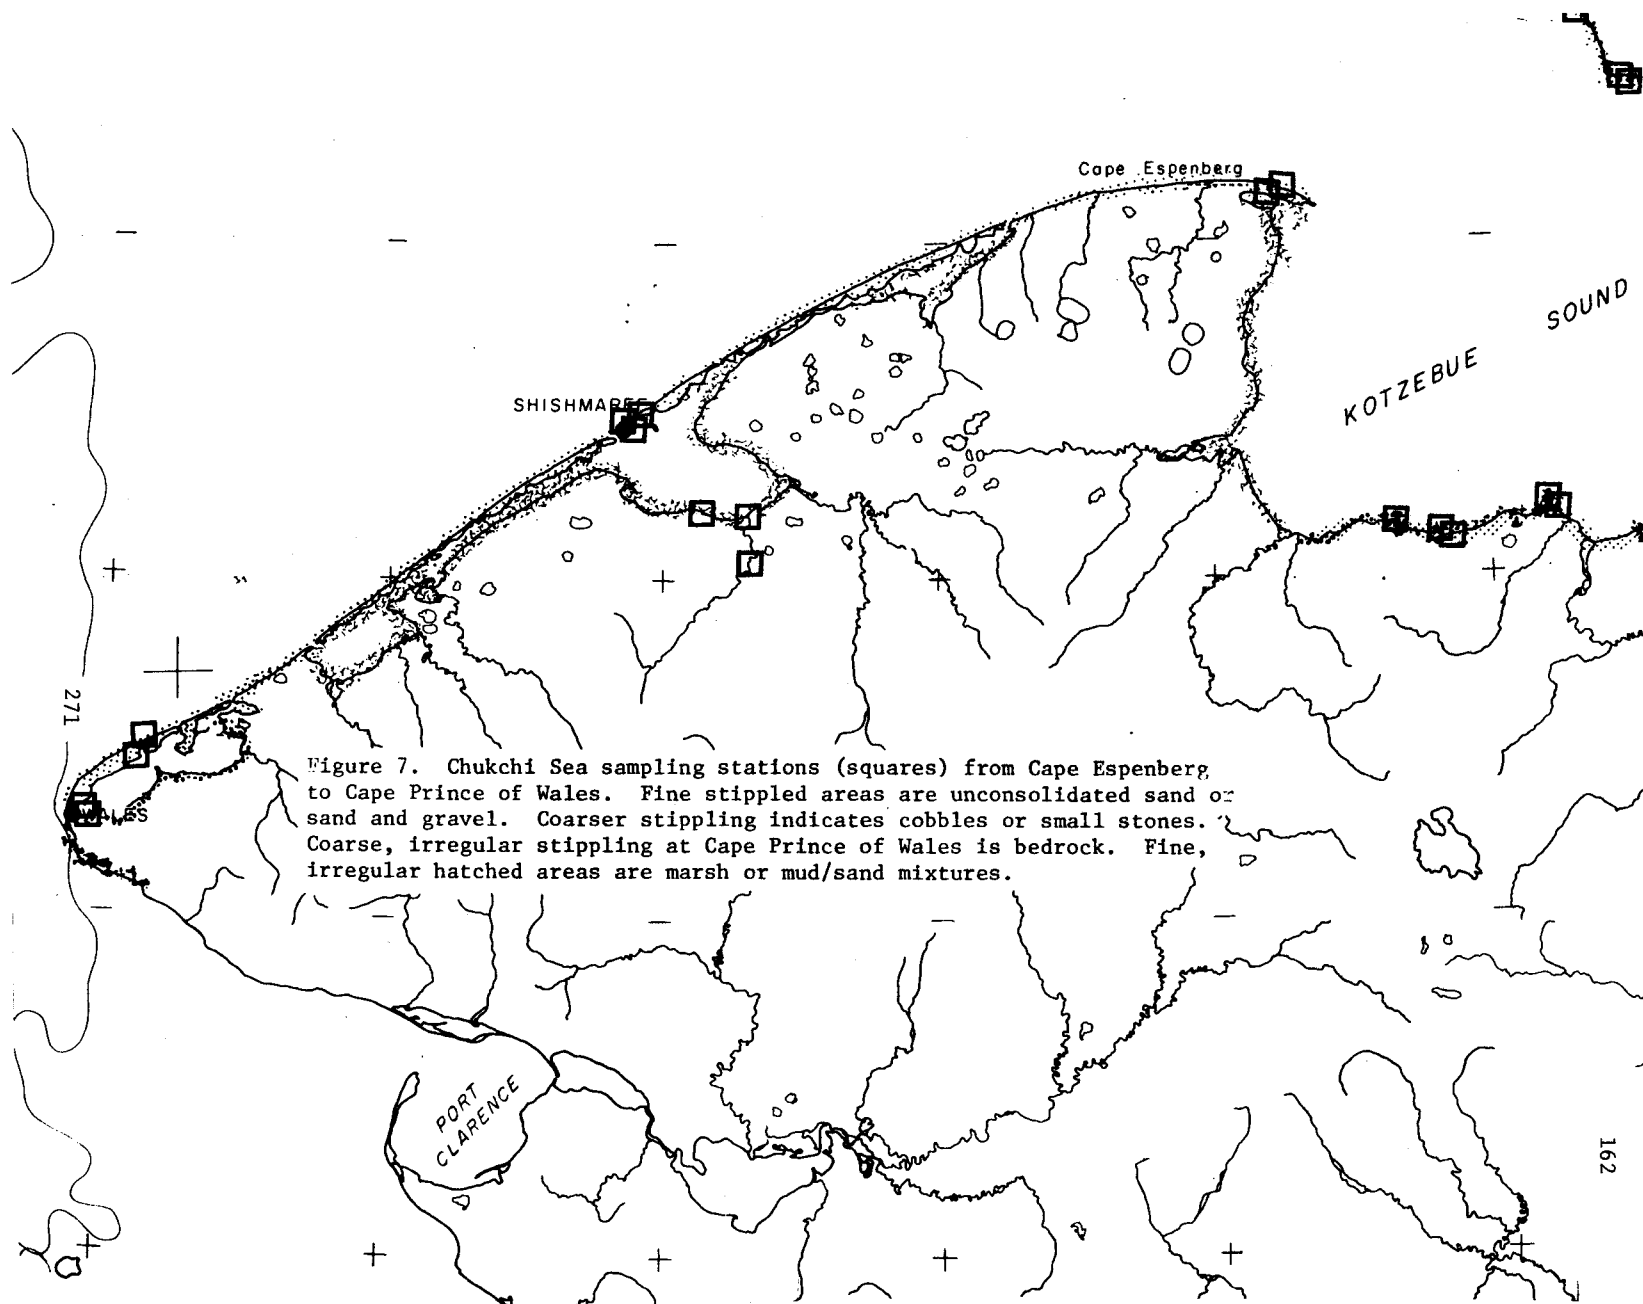 Cape Espenberg
KOTZEBUE SOUND
SHISHMAREF
271
Figure 7. Chukchi Sea sampling stations (squares) from Cape Espenberg
to Cape Prince of Wales. Fine stippled areas are unconsolidated sand or
sand and gravel. Coarser stippling indicates cobbles or small stones.
Coarse, irregular stippling at Cape Prince of Wales is bedrock. Fine,
irregular hatched areas are marsh or mud/sand mixtures.
WALES
PORT
CLARENCE
162